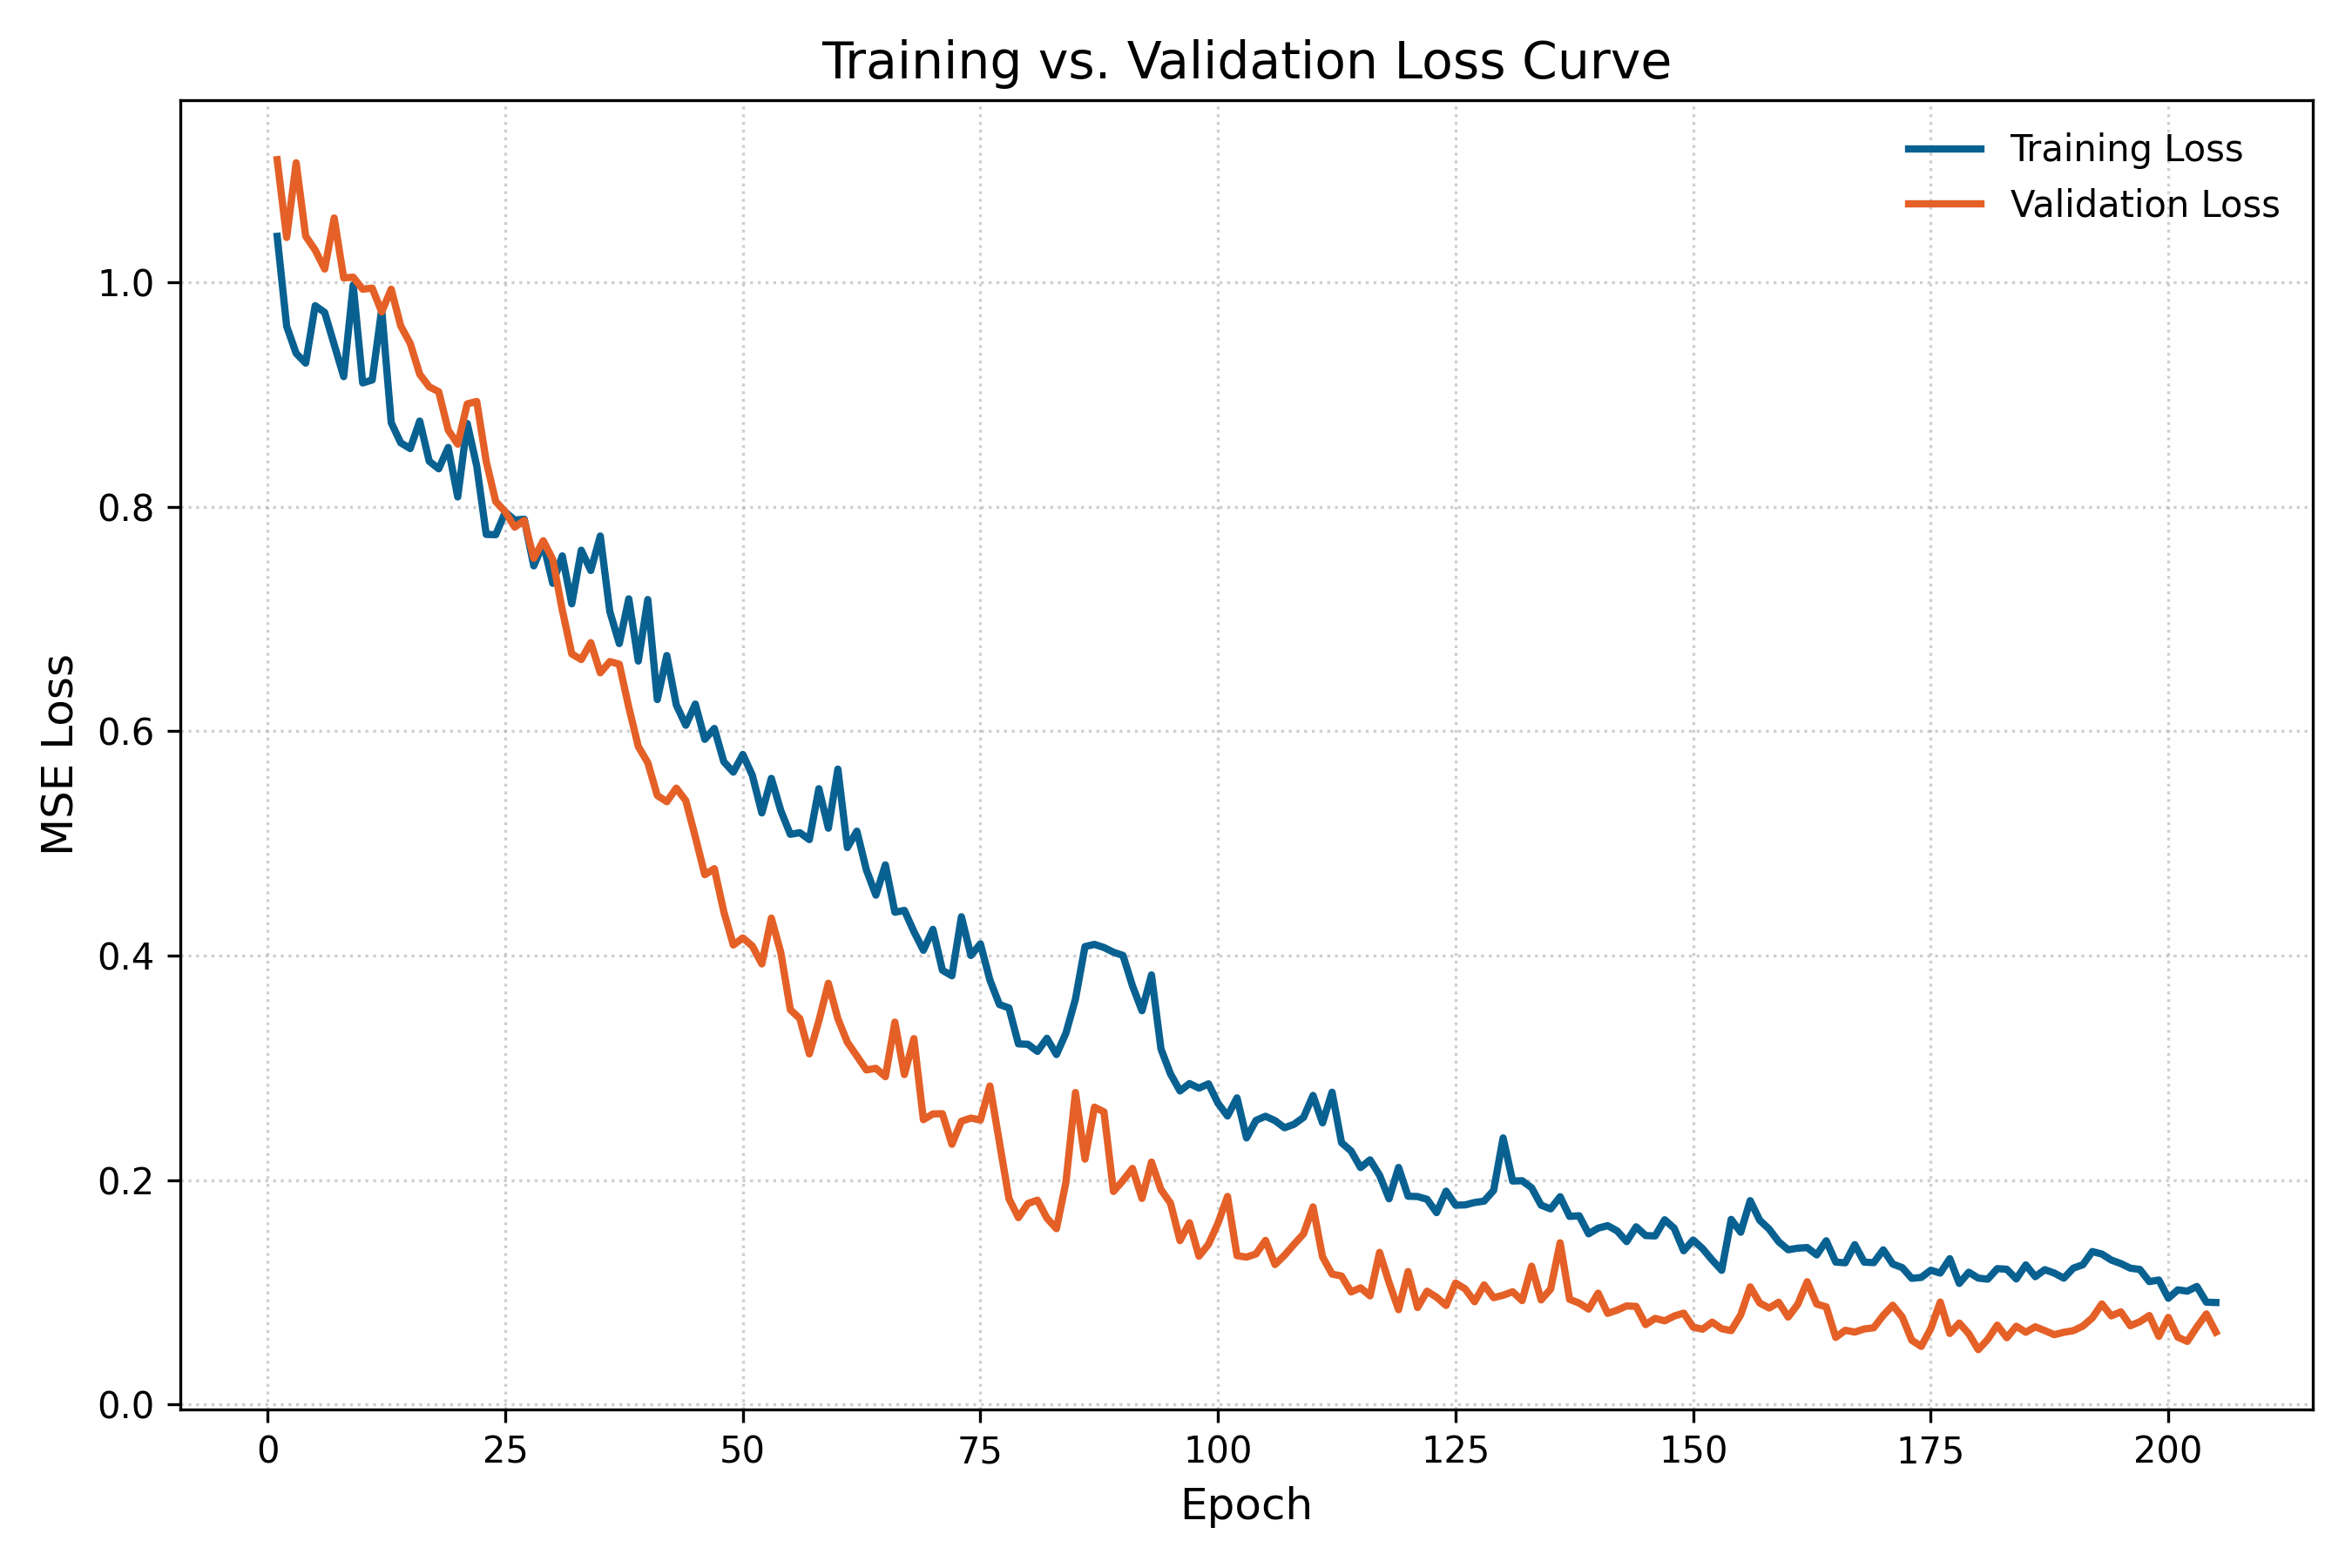 Training vs. Validation Loss Curve
Training Loss
Validation Loss
MSE Loss
1.0
0.8
0.6
0.4
0.2
0.0
0 25 50 75 100 125 150 175 200
Epoch